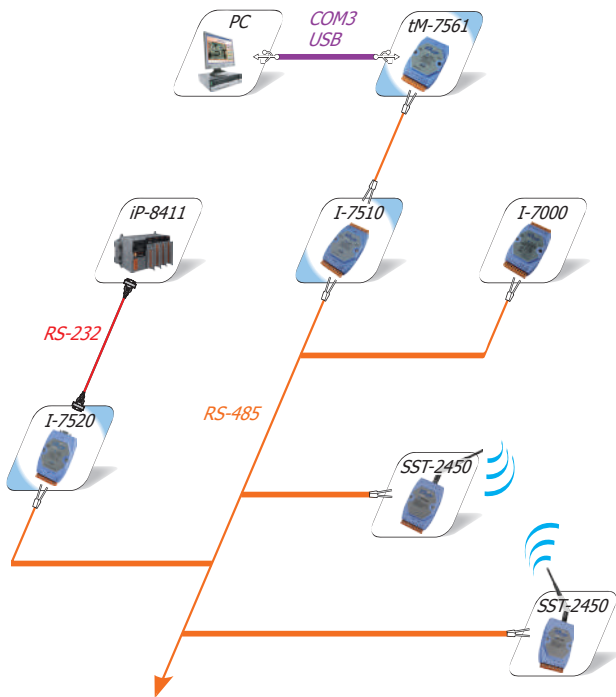 PC
COM3
USB
tM-7561
iP-8411
I-7510
I-7000
RS-232
RS-485
I-7520
SST-2450
SST-2450